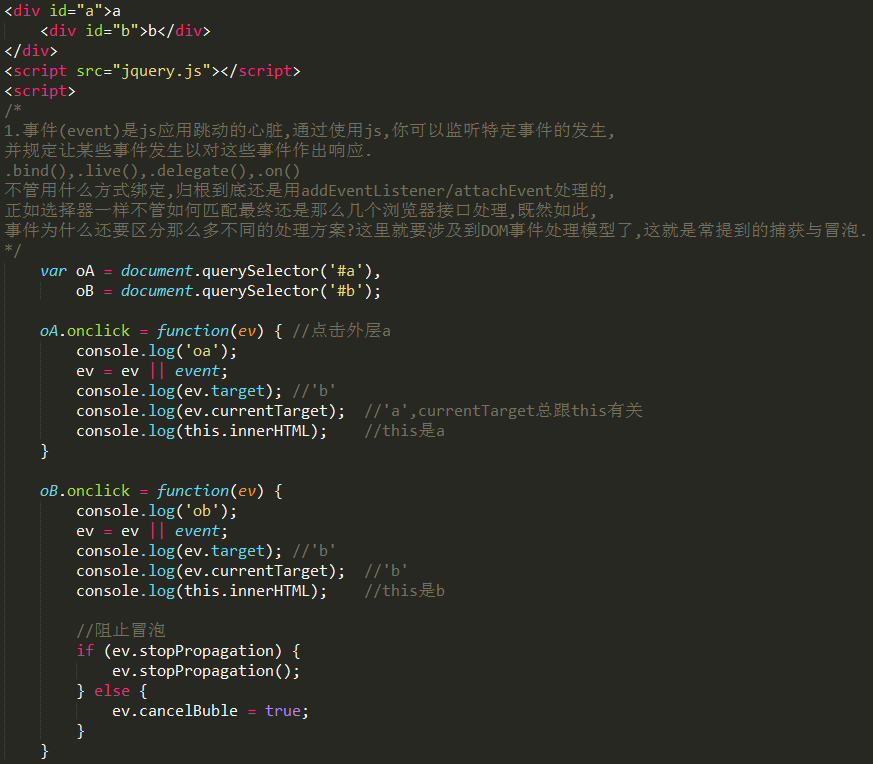 <div id="a">a
    <div id="b">b</div>
</div>
<script src="jquery.js"></script>
<script>
/*
1.事件(event)是js应用跳动的心脏,通过使用js,你可以监听特定事件的发生,
并规定让某些事件发生以对这些事件作出响应.
.bind(),.live(),.delegate(),.on()
不管用什么方式绑定,归根到底还是用addEventListener/attachEvent处理的,
正如选择器一样不管如何匹配最终还是那么几个浏览器接口处理,既然如此,
事件为什么还要区分那么多不同的处理方案?这里就要涉及到DOM事件处理模型了,这就是常提到的捕获与冒泡.
*/
    var oA = document.querySelector('#a'),
        oB = document.querySelector('#b');

    oA.onclick = function(ev) { //点击外层a
        console.log('oa');
        ev = ev || event;
        console.log(ev.target); //'b'
        console.log(ev.currentTarget);  //'a',currentTarget总跟this有关
        console.log(this.innerHTML);    //this是a
    }

    oB.onclick = function(ev) {
        console.log('ob');
        ev = ev || event;
        console.log(ev.target); //'b'
        console.log(ev.currentTarget);  //'b'
        console.log(this.innerHTML);    //this是b

        //阻止冒泡
        if (ev.stopPropagation) {
            ev.stopPropagation();
        } else {
            ev.cancelBuble = true;
        }
    }